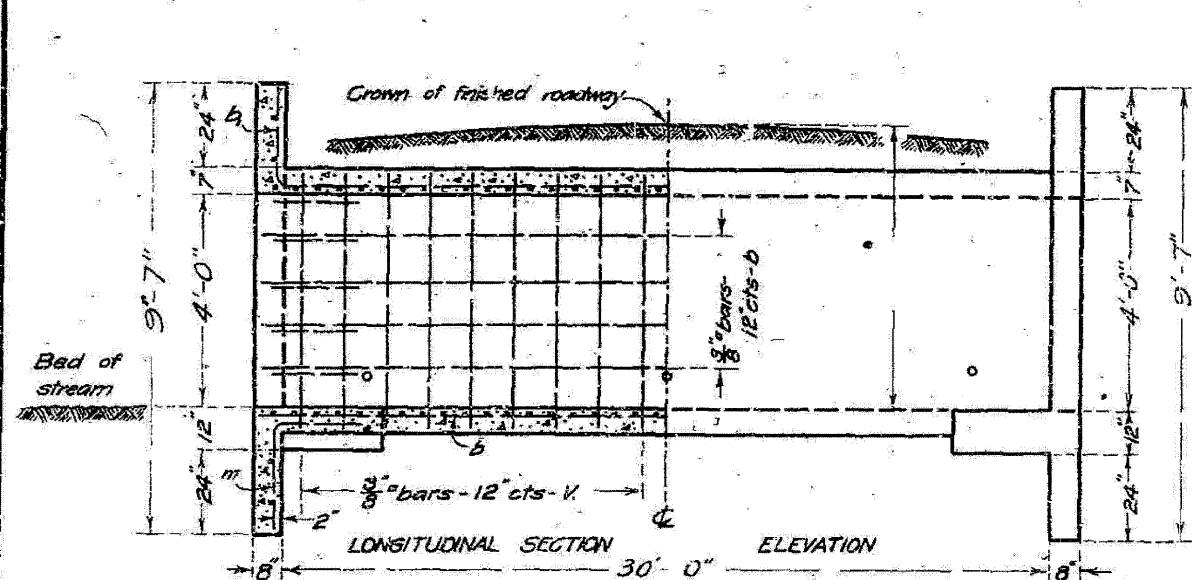 Crown of finished roadway
b₁
24"
7"
4'-0"
9'-7"
Bed of
stream
12"
24"
m
2"
8"
3/8"⌀ bars-
12" cts-b
b
3/8"⌀ bars-12" cts-V.
℄
LONGITUDINAL SECTION
ELEVATION
30'-0"
8"
24"
7"
4'-0"
9'-7"
12"
24"